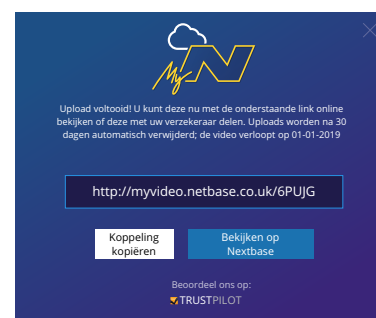 My N
Upload voltooid! U kunt deze nu met de onderstaande link online
bekijken of deze met uw verzekeraar delen. Uploads worden na 30
dagen automatisch verwijderd; de video verloopt op 01-01-2019
http://myvideo.netbase.co.uk/6PUJG
Koppeling
kopiëren
Bekijken op
Nextbase
Beoordeel ons op:
TRUSTPILOT